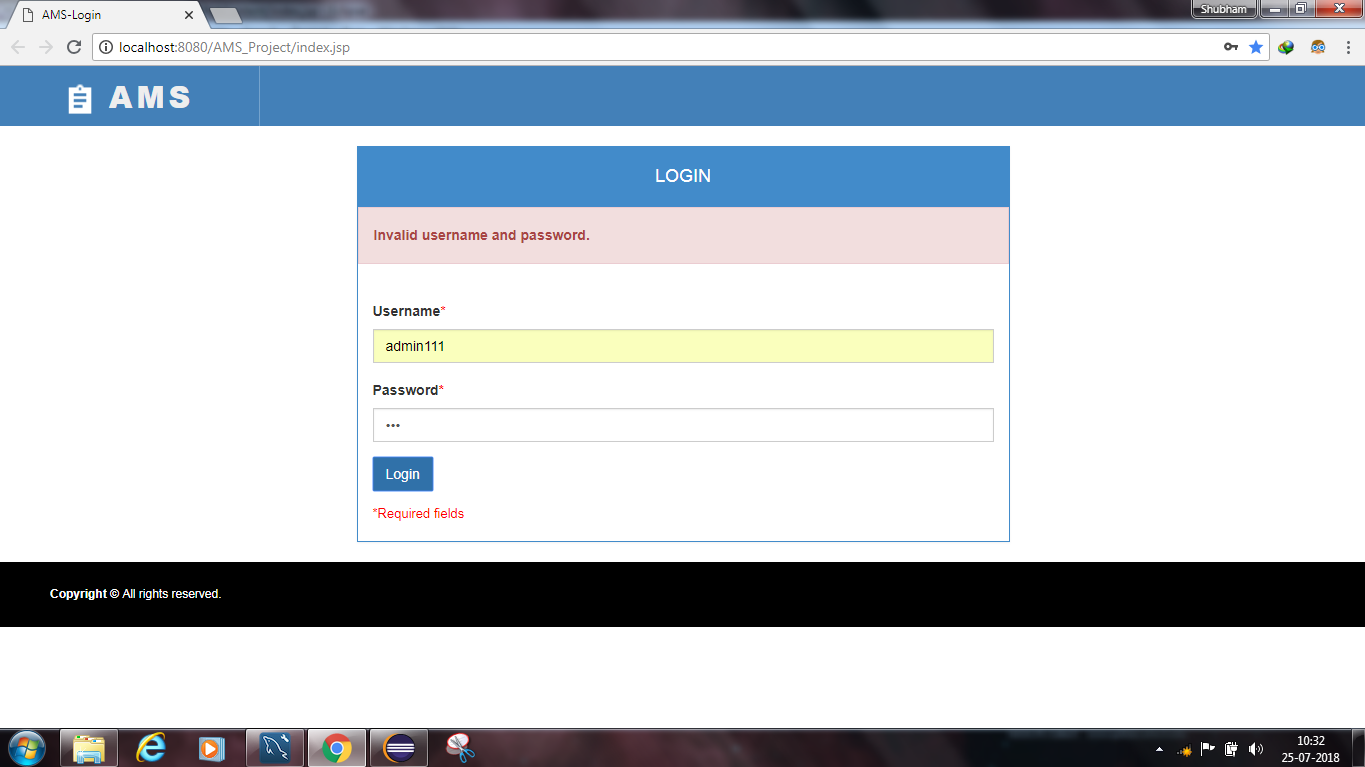 AMS-Login
Shubham
localhost:8080/AMS_Project/index.jsp
AMS
LOGIN
Invalid username and password.
Username*
admin111
Password*
•••
Login
*Required fields
Copyright © All rights reserved.
10:32
25-07-2018